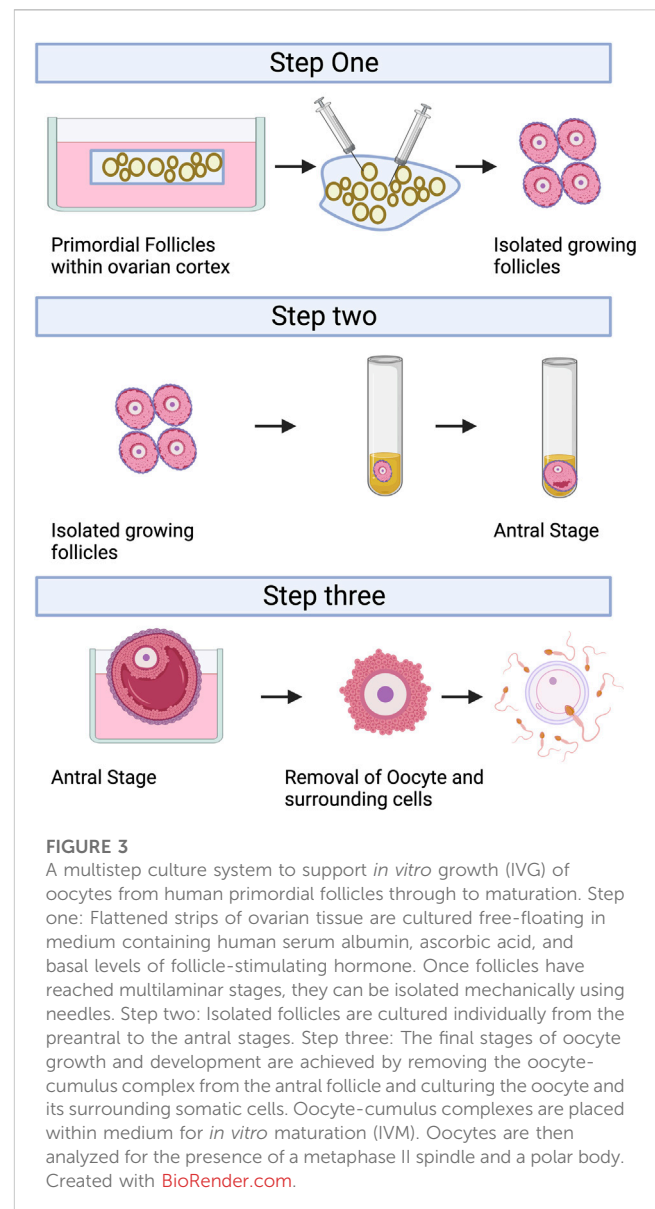 Step One
Primordial Follicles
within ovarian cortex
Isolated growing
follicles
Step two
Isolated growing
follicles
Antral Stage
Step three
Antral Stage
Removal of Oocyte and
surrounding cells
FIGURE 3
A multistep culture system to support in vitro growth (IVG) of
oocytes from human primordial follicles through to maturation. Step
one: Flattened strips of ovarian tissue are cultured free-floating in
medium containing human serum albumin, ascorbic acid, and
basal levels of follicle-stimulating hormone. Once follicles have
reached multilaminar stages, they can be isolated mechanically using
needles. Step two: Isolated follicles are cultured individually from the
preantral to the antral stages. Step three: The final stages of oocyte
growth and development are achieved by removing the oocyte-
cumulus complex from the antral follicle and culturing the oocyte and
its surrounding somatic cells. Oocyte-cumulus complexes are placed
within medium for in vitro maturation (IVM). Oocytes are then
analyzed for the presence of a metaphase II spindle and a polar body.
Created with BioRender.com.